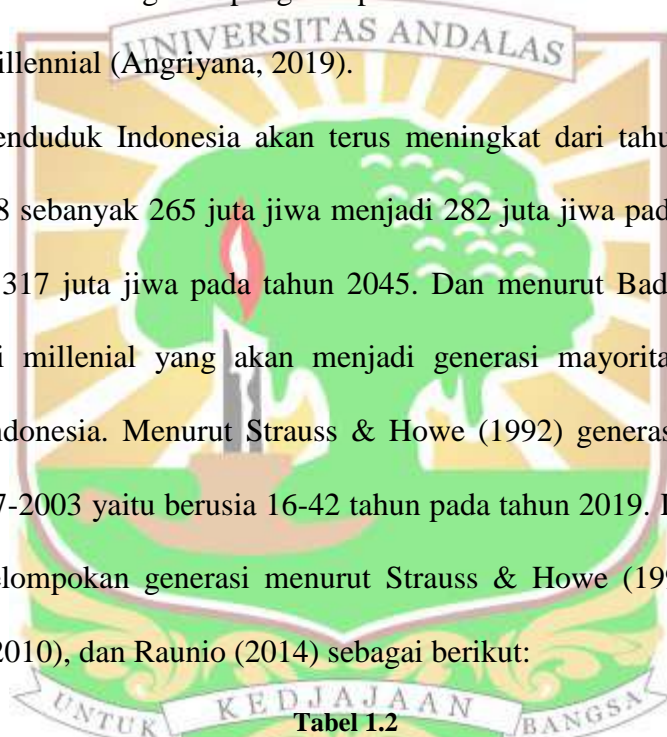 UNIVERSITAS ANDALAS
illennial (Angriyana, 2019).
enduduk Indonesia akan terus meningkat dari tahu
8 sebanyak 265 juta jiwa menjadi 282 juta jiwa pad
317 juta jiwa pada tahun 2045. Dan menurut Bad
i millenial yang akan menjadi generasi mayorita
ndonesia. Menurut Strauss & Howe (1992) generas
7-2003 yaitu berusia 16-42 tahun pada tahun 2019.
elompokan generasi menurut Strauss & Howe (199
2010), dan Raunio (2014) sebagai berikut:
UNTUK KEDJAJAAN BANGSA
Tabel 1.2